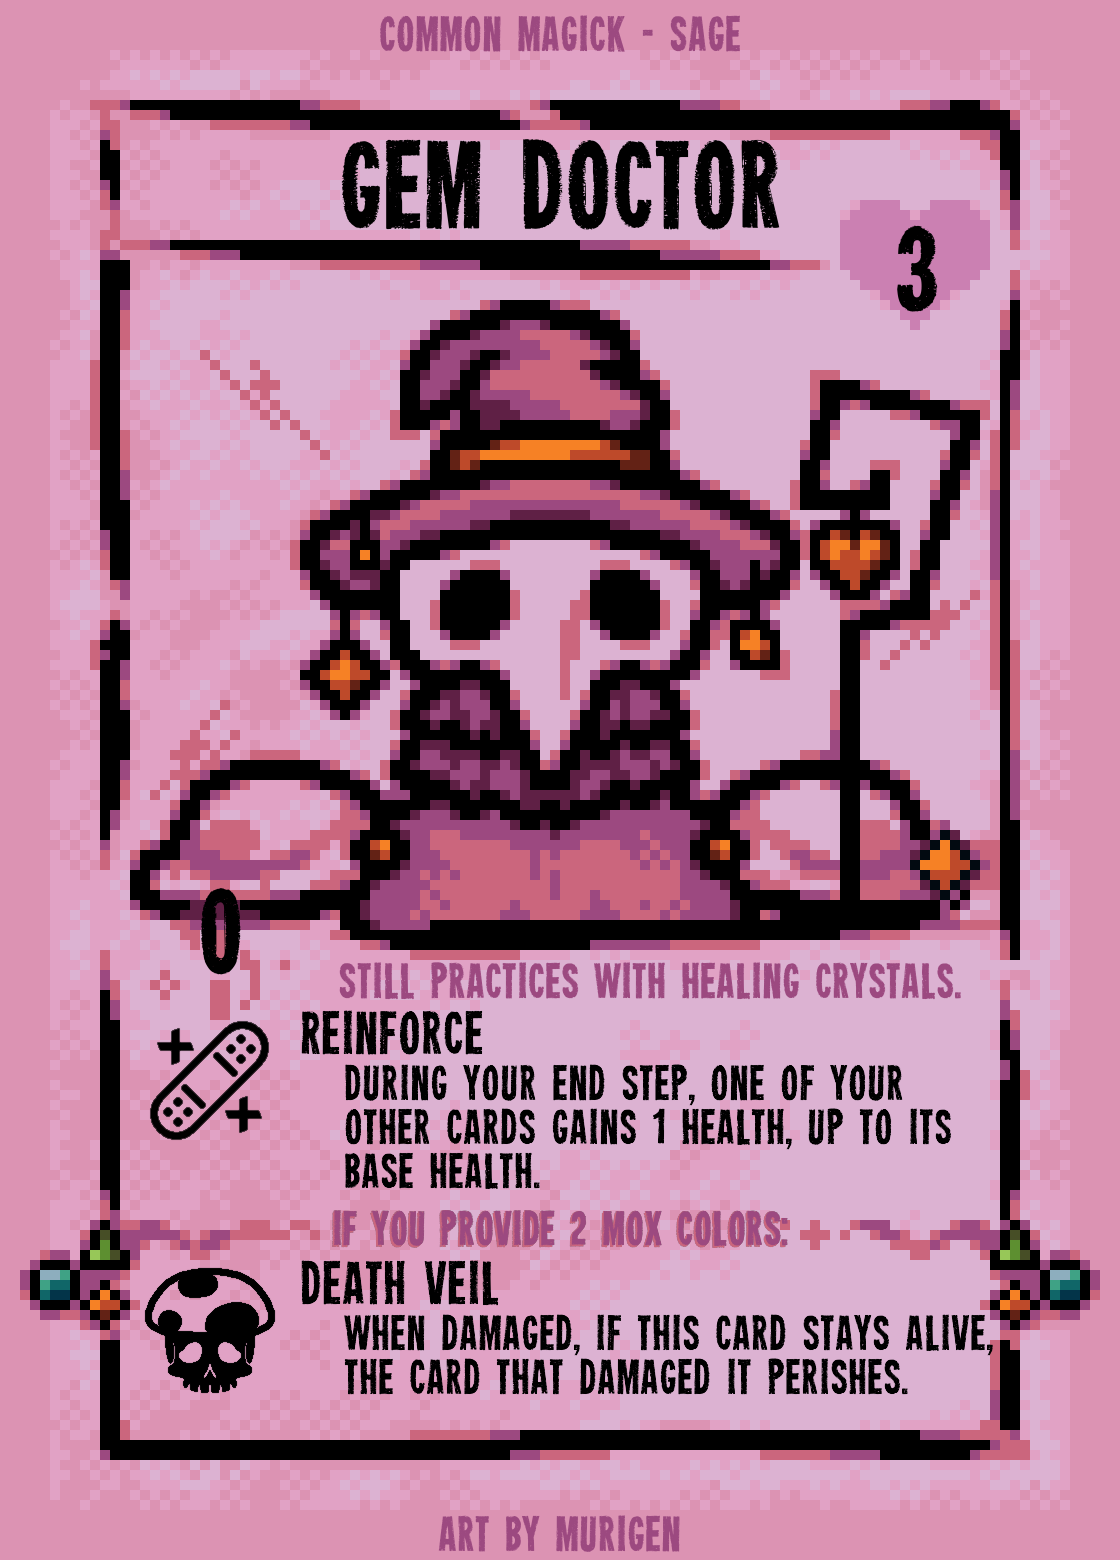 COMMON MAGICK - SAGE
GEM DOCTOR
3
0
STILL PRACTICES WITH HEALING CRYSTALS.
REINFORCE
DURING YOUR END STEP, ONE OF YOUR
OTHER CARDS GAINS 1 HEALTH, UP TO ITS
BASE HEALTH.
IF YOU PROVIDE 2 MOX COLORS:
DEATH VEIL
WHEN DAMAGED, IF THIS CARD STAYS ALIVE,
THE CARD THAT DAMAGED IT PERISHES.
ART BY MURIGEN